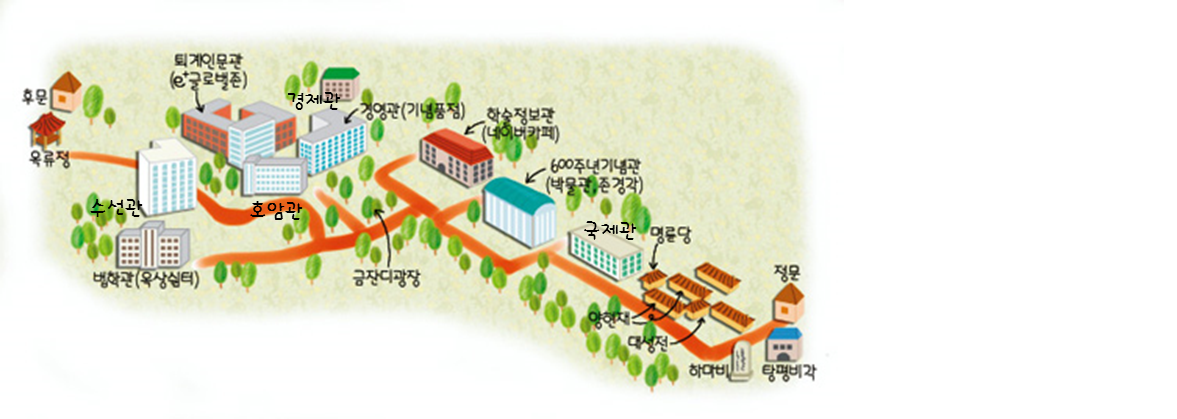 퇴계인문관
(e+글로벌존)
후문
경제관
경영관(기념품점)
학술정보관
(네이버카페)
옥류정
600주년기념관
(박물관,존경각)
수선관
호암관
국제관
명륜당
법학관(옥상쉼터)
금잔디광장
정문
양현재
대성전
하마비
탕평비각